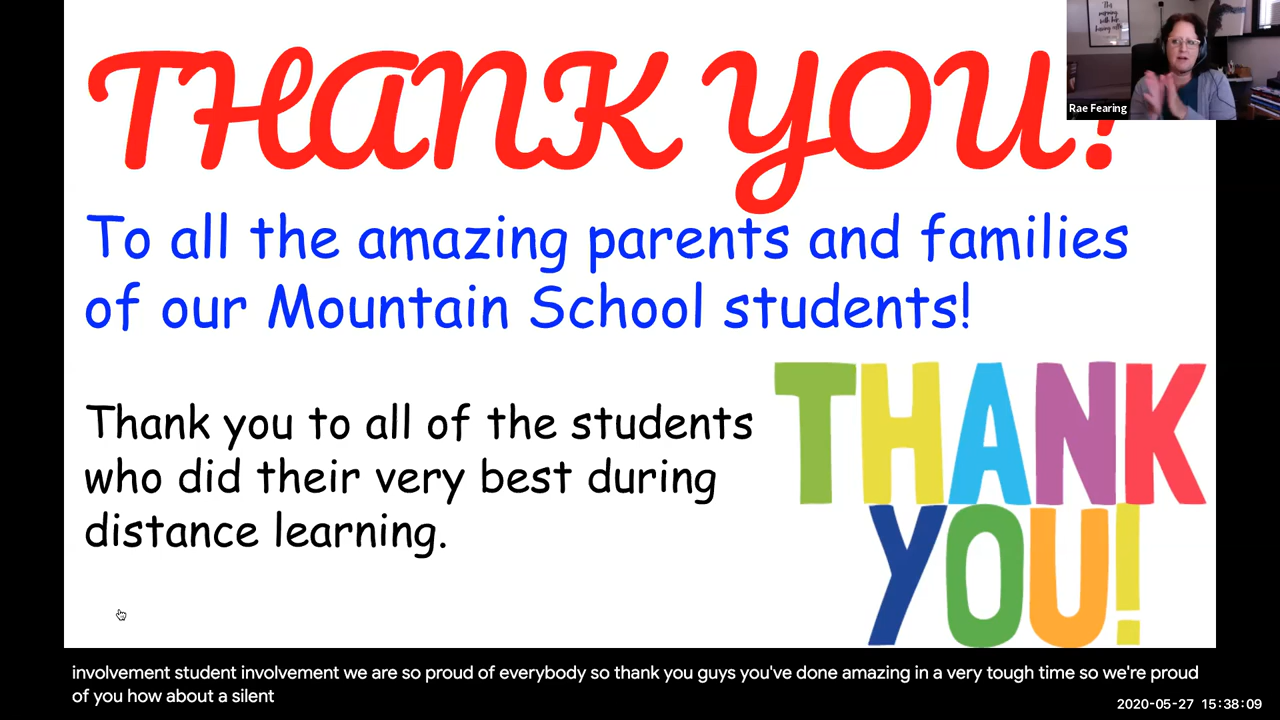 THANK YOU!
Rae Fearing
To all the amazing parents and families
of our Mountain School students!
Thank you to all of the students
who did their very best during
distance learning.
THANK
YOU!
involvement student involvement we are so proud of everybody so thank you guys you've done amazing in a very tough time so we're proud
of you how about a silent
2020-05-27 15:38:09